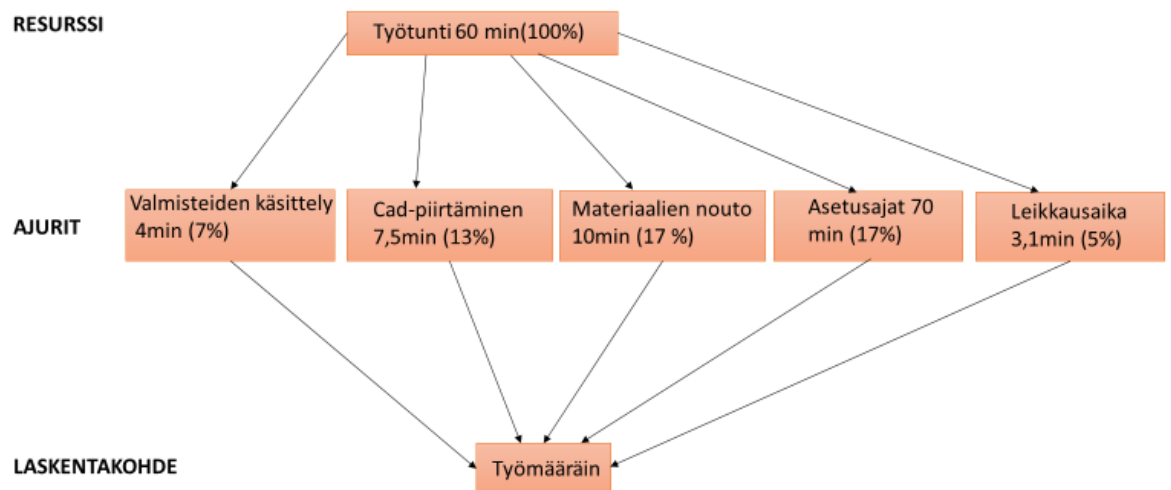 RESURSSI
Työtunti 60 min(100%)
AJURIT
Valmisteiden käsittely
4min (7%)
Cad-piirtäminen
7,5min (13%)
Materiaalien nouto
10min (17 %)
Asetusajat 70
min (17%)
Leikkausaika
3,1min (5%)
LASKENTAKOHDE
Työmääräin